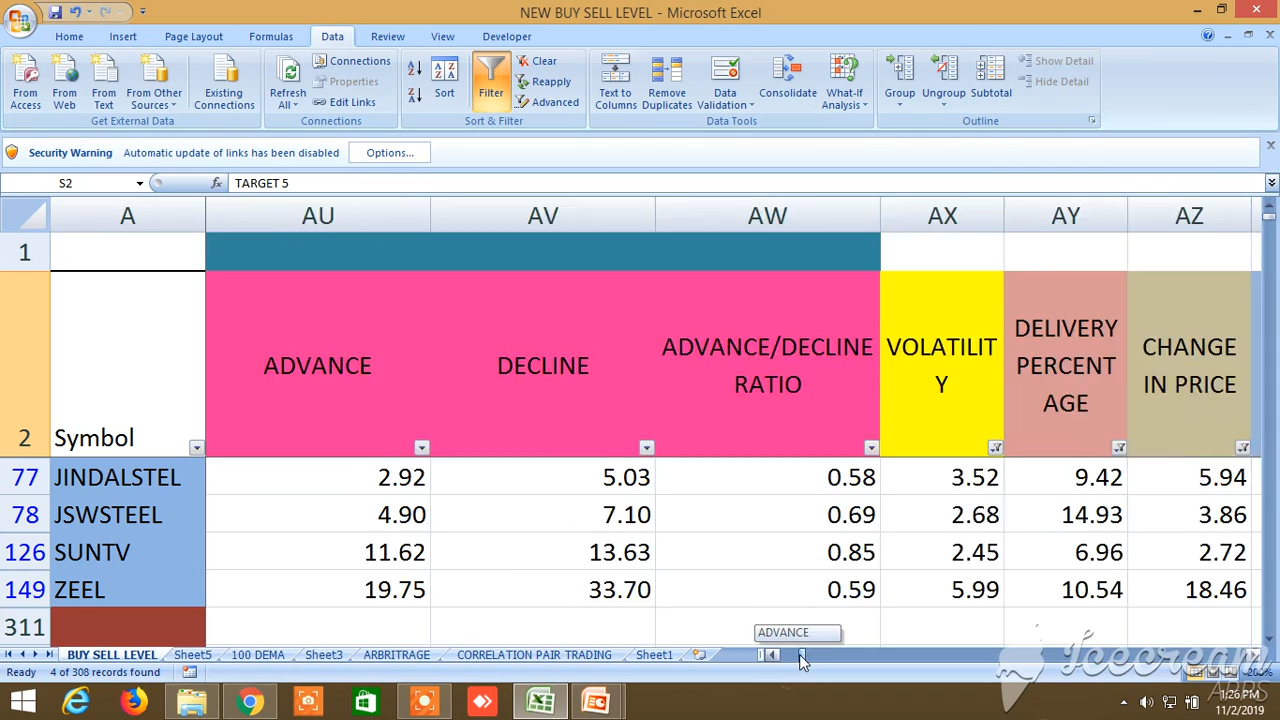 NEW BUY SELL LEVEL - Microsoft Excel
Home Insert Page Layout Formulas Data Review View Developer
From Access
From Web
From Text
From Other Sources
Existing Connections
Get External Data
Refresh All
Connections
Properties
Edit Links
Connections
Sort
Filter
Clear
Reapply
Advanced
Sort & Filter
Text to Columns
Remove Duplicates
Data Validation
Consolidate
What-If Analysis
Data Tools
Group
Ungroup
Subtotal
Show Detail
Hide Detail
Outline
Security Warning Automatic update of links has been disabled Options...
S2 fx TARGET 5
A AU AV AW AX AY AZ
1
2 Symbol
ADVANCE
DECLINE
ADVANCE/DECLINE
RATIO
VOLATILIT
Y
DELIVERY
PERCENT
AGE
CHANGE
IN PRICE
77 JINDALSTEL 2.92 5.03 0.58 3.52 9.42 5.94
78 JSWSTEEL 4.90 7.10 0.69 2.68 14.93 3.86
126 SUNTV 11.62 13.63 0.85 2.45 6.96 2.72
149 ZEEL 19.75 33.70 0.59 5.99 10.54 18.46
311
ADVANCE
BUY SELL LEVEL Sheet5 100 DEMA Sheet3 ARBRITRAGE CORRELATION PAIR TRADING Sheet1
Ready 4 of 308 records found 200%
Icecream
APPS
1:26 PM
11/2/2019